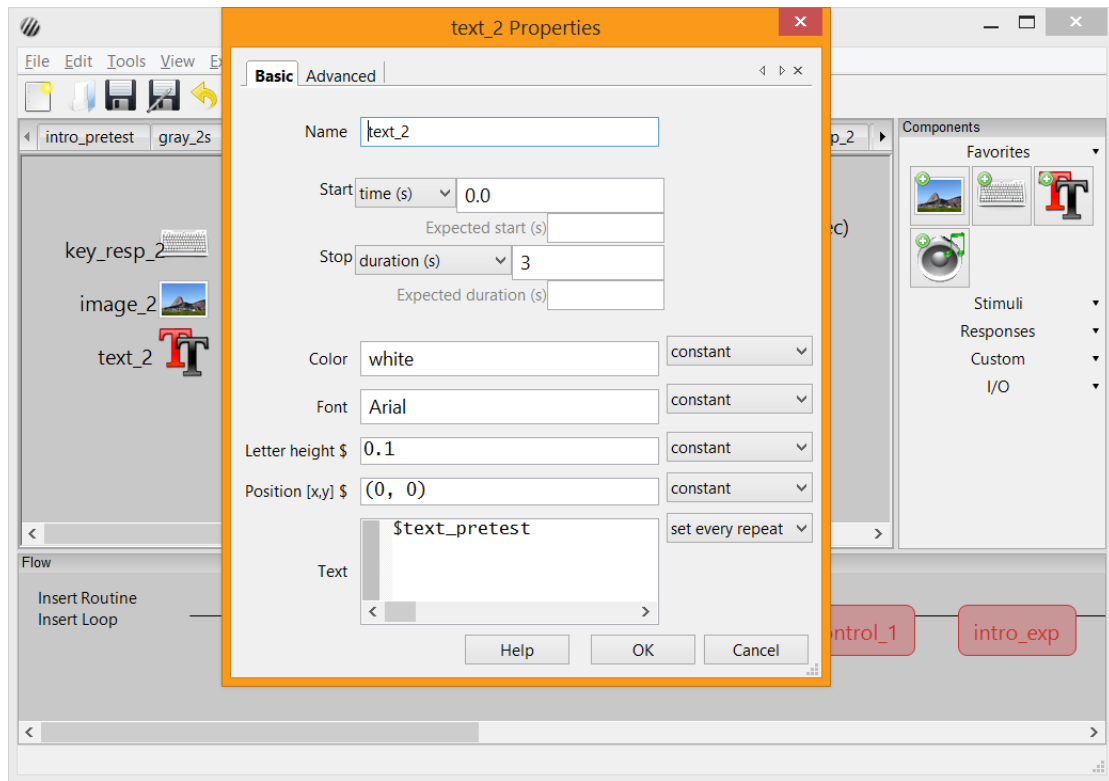 text_2 Properties
File Edit Tools View Ex
Basic Advanced
intro_pretest gray_2s
p_2
Components
Favorites
Name text_2
Start time (s) 0.0
Expected start (s)
Stop duration (s) 3
Expected duration (s)
key_resp_2
image_2
text_2
ec)
Stimuli
Responses
Custom
I/O
Color white constant
Font Arial constant
Letter height $ 0.1 constant
Position [x,y] $ (0, 0) constant
Text $text_pretest set every repeat
Help OK Cancel
Flow
Insert Routine
Insert Loop
ontrol_1
intro_exp